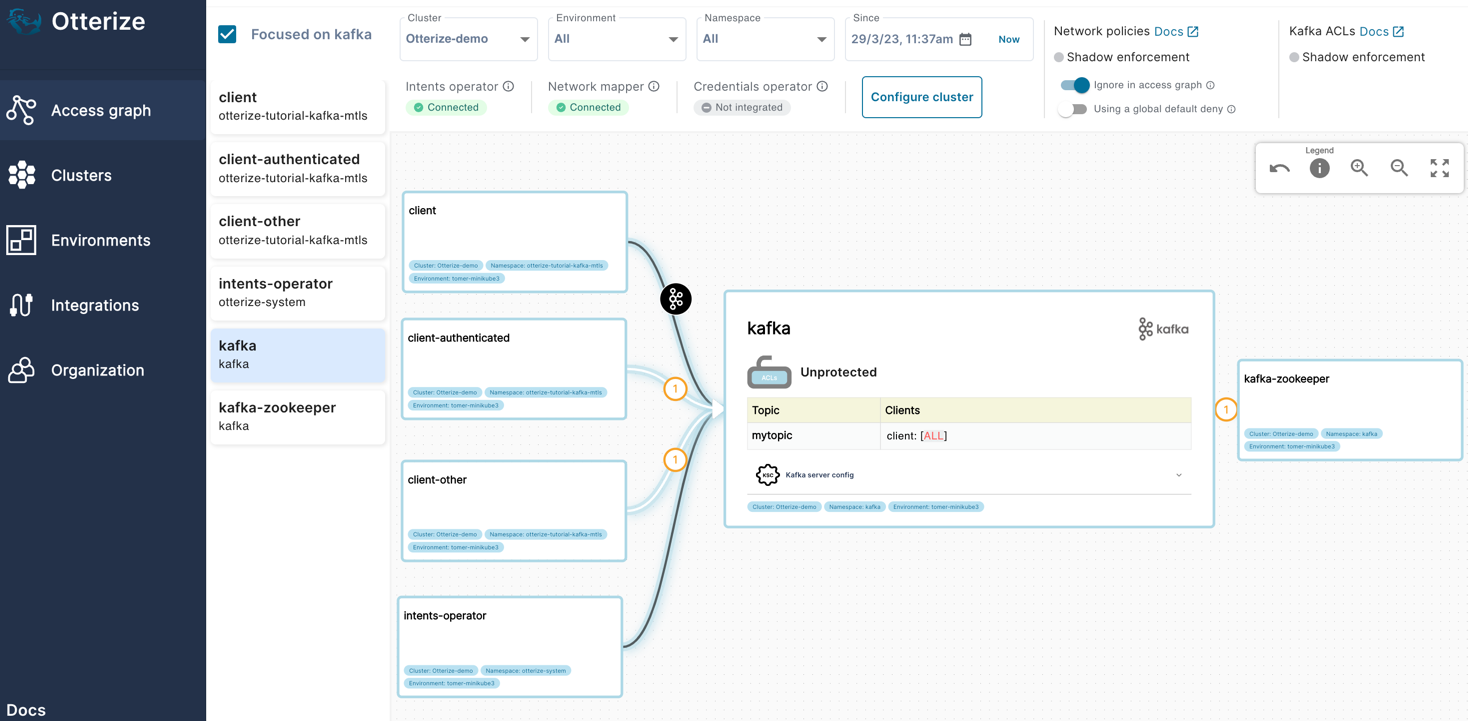 Otterize
Access graph
Clusters
Environments
Integrations
Organization
Docs
Focused on kafka
Cluster
Otterize-demo
Environment
All
Namespace
All
Since
29/3/23, 11:37am
Now
Intents operator
Connected
Network mapper
Connected
Credentials operator
Not integrated
Configure cluster
Network policies Docs
Shadow enforcement
Ignore in access graph
Using a global default deny
Kafka ACLs Docs
Shadow enforcement
client
otterize-tutorial-kafka-mtls
client-authenticated
otterize-tutorial-kafka-mtls
client-other
otterize-tutorial-kafka-mtls
intents-operator
otterize-system
kafka
kafka
kafka-zookeeper
kafka
Legend
client
Cluster: Otterize-demo Namespace: otterize-tutorial-kafka-mtls
Environment: tomer-minikube3
client-authenticated
Cluster: Otterize-demo Namespace: otterize-tutorial-kafka-mtls
Environment: tomer-minikube3
client-other
Cluster: Otterize-demo Namespace: otterize-tutorial-kafka-mtls
Environment: tomer-minikube3
intents-operator
Cluster: Otterize-demo Namespace: otterize-system
Environment: tomer-minikube3
1
1
kafka
kafka
ACLs
Unprotected
Topic Clients
mytopic client: [ALL]
KSC Kafka server config
Cluster: Otterize-demo Namespace: kafka Environment: tomer-minikube3
1
kafka-zookeeper
Cluster: Otterize-demo Namespace: kafka
Environment: tomer-minikube3